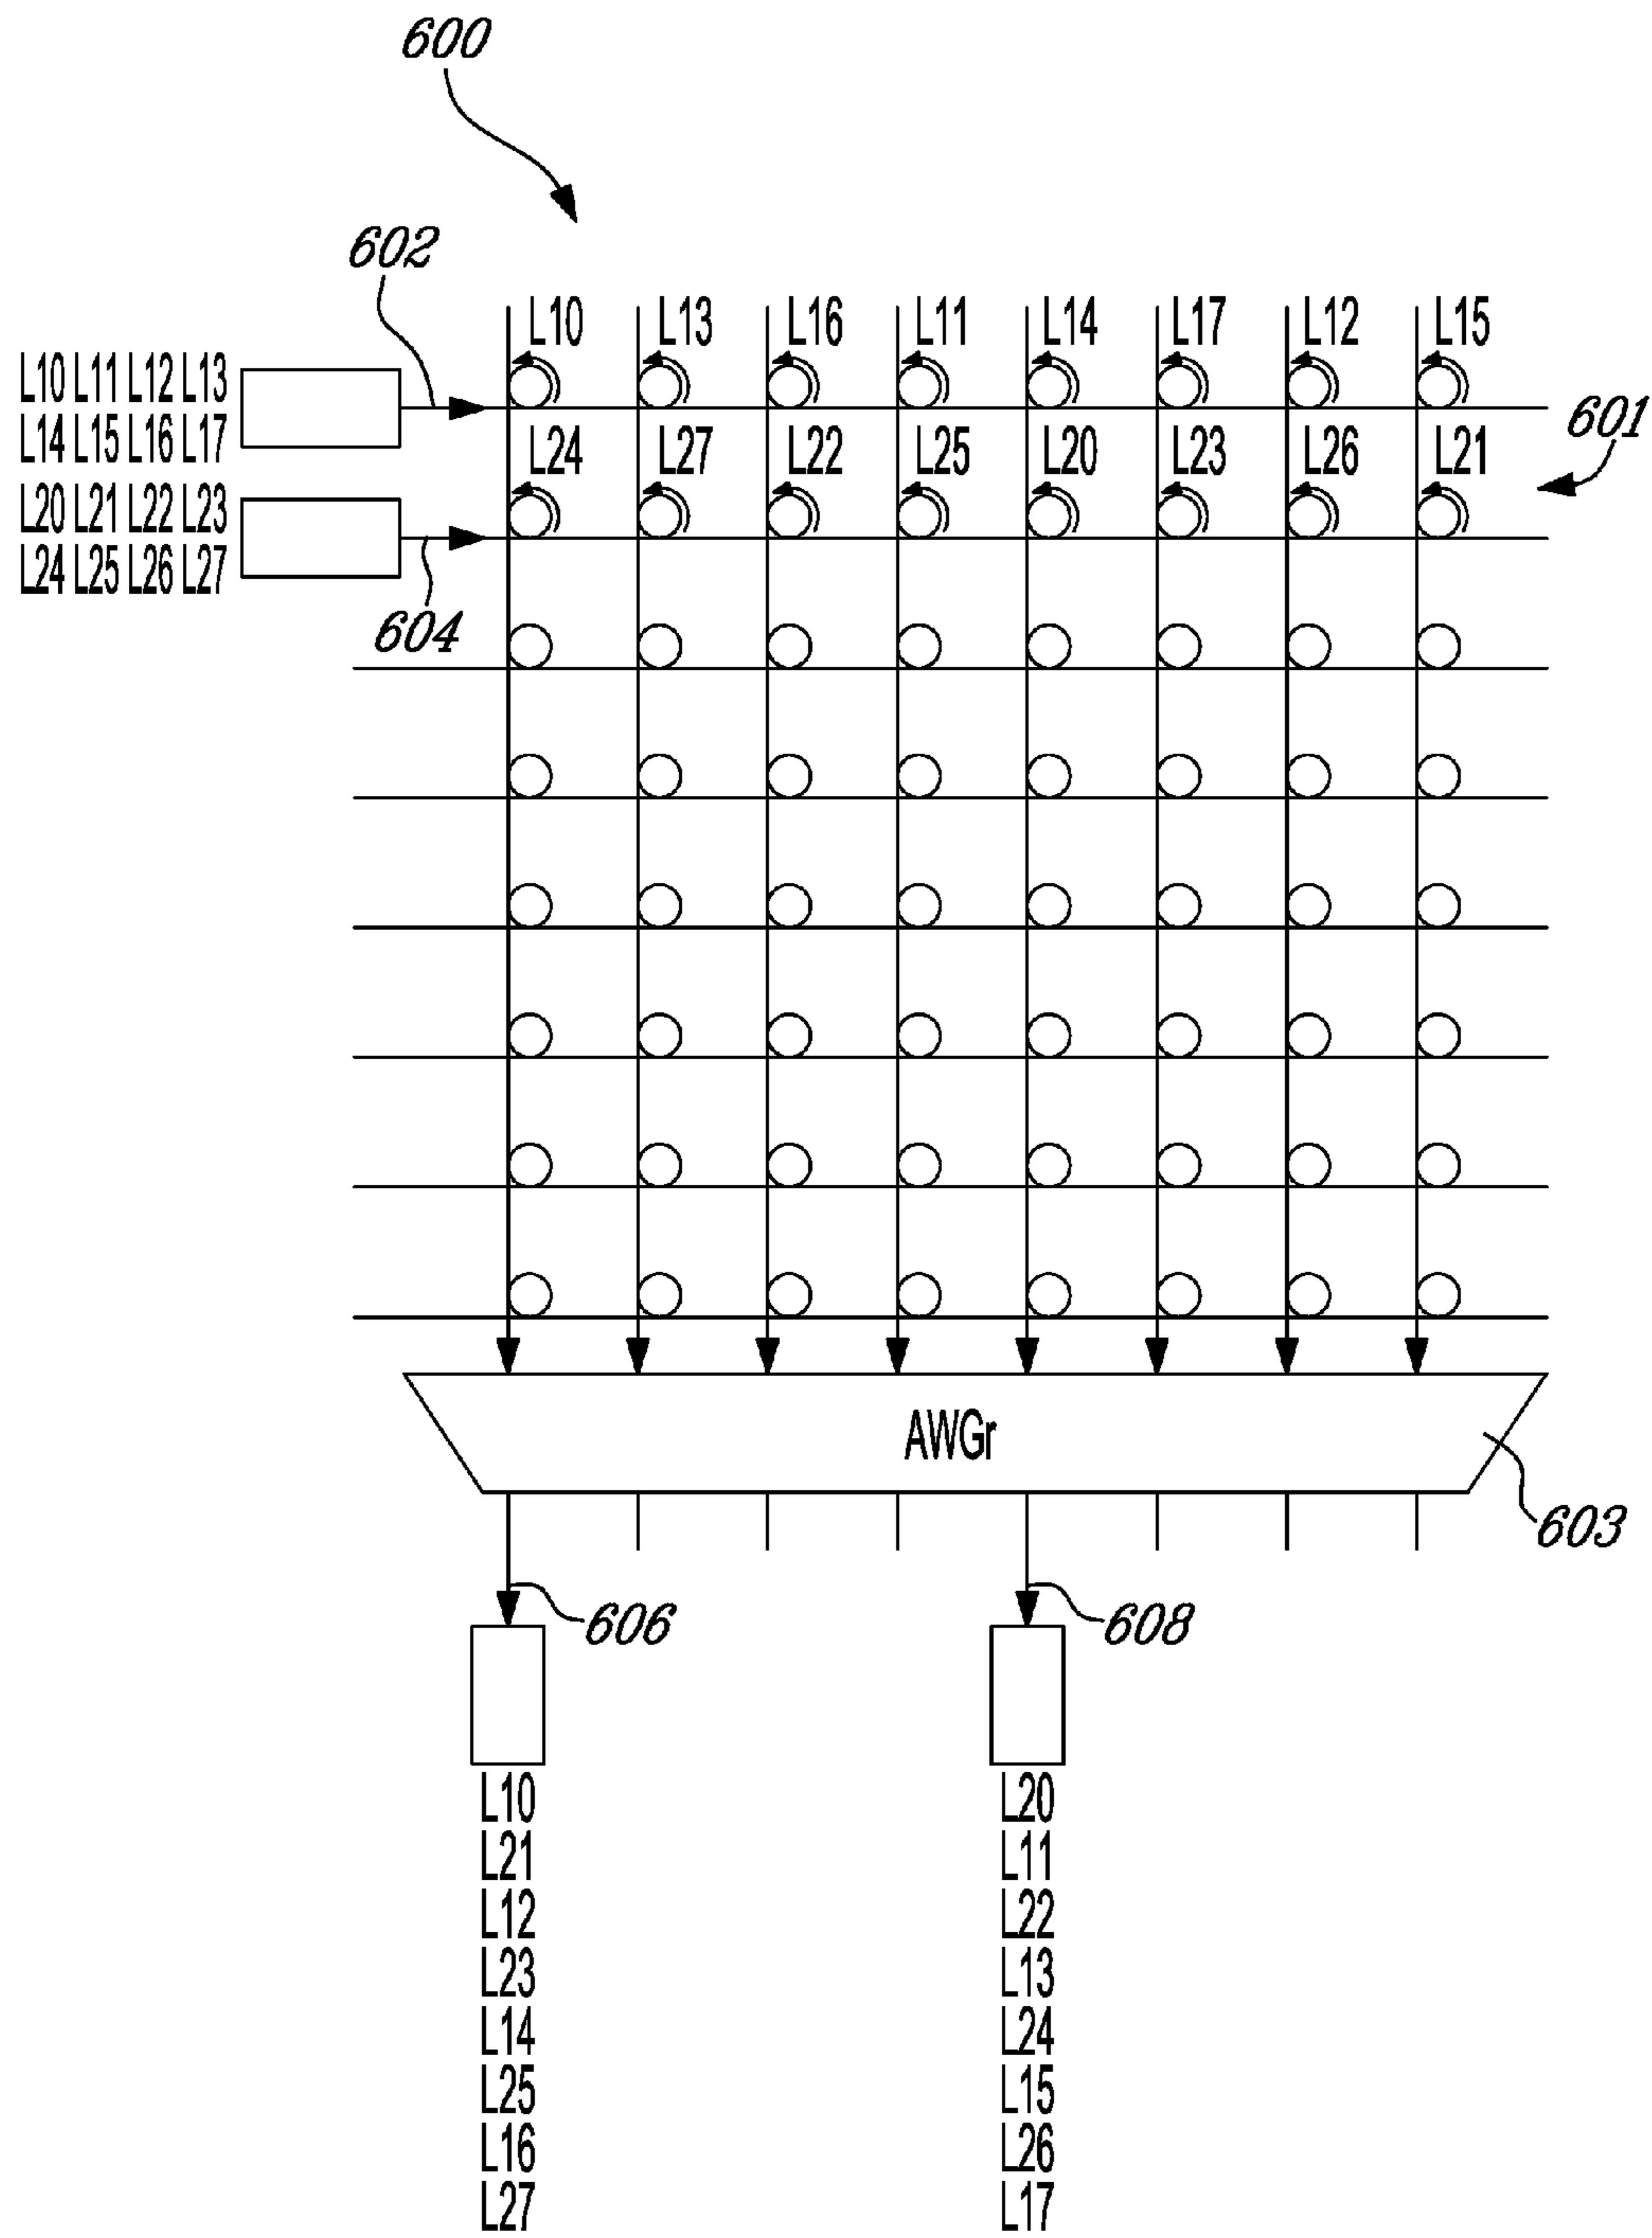 600
602
L10 L13 L16 L11 L14 L17 L12 L15
L10 L11 L12 L13
L14 L15 L16 L17
601
L24 L27 L22 L25 L20 L23 L26 L21
L20 L21 L22 L23
L24 L25 L26 L27
604
AWGr
603
606
608
L10
L21
L12
L23
L14
L25
L16
L27
L20
L11
L22
L13
L24
L15
L26
L17